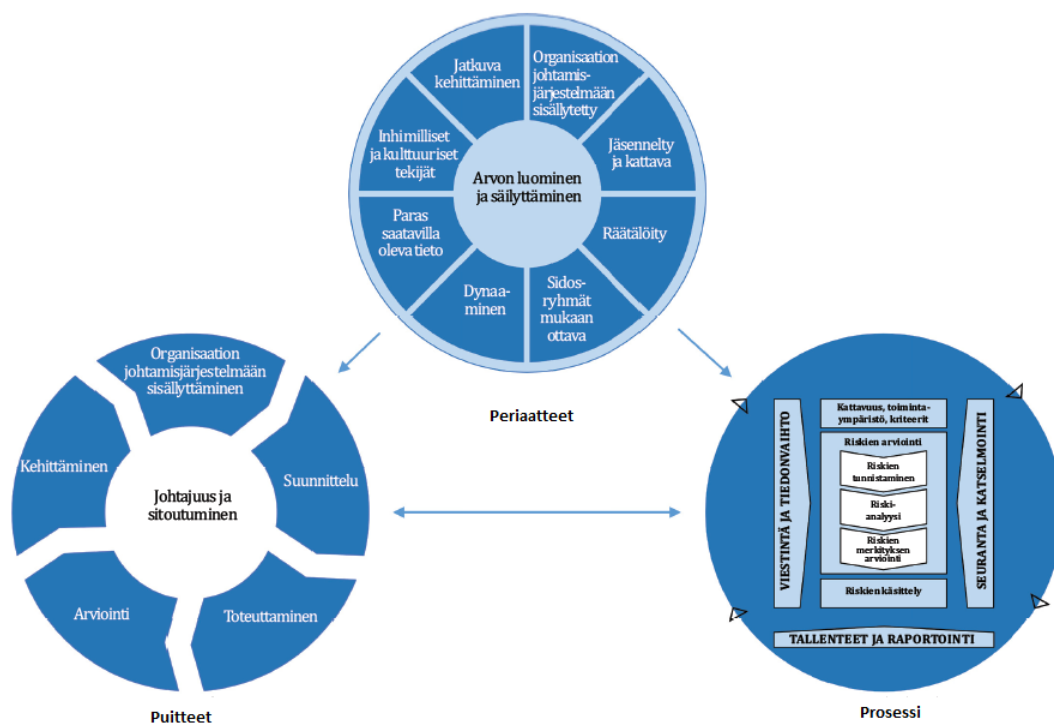 Jatkuva
kehittäminen
Organisaation
johtamis-
järjestelmään
sisällytetty
Inhimilliset
ja kulttuuriset
tekijät
Jäsennelty
ja kattava
Arvon luominen
ja säilyttäminen
Paras
saatavilla
oleva tieto
Räätälöity
Dynaa-
minen
Sidos-
ryhmät
mukaan
ottava
Periaatteet
Organisaation
johtamisjärjestelmään
sisällyttäminen
Kehittäminen
Suunnittelu
Johtajuus ja
sitoutuminen
Arviointi
Toteuttaminen
Puitteet
VIESTINTÄ JA TIEDONVAIHTO
Kattavuus, toiminta-
ympäristö, kriteerit
Riskien arviointi
Riskien
tunnistaminen
Riski-
analyysi
Riskien
merkityksen
arviointi
Riskien käsittely
SEURANTA JA KATSELMOINTI
TALLENTEET JA RAPORTOINTI
Prosessi